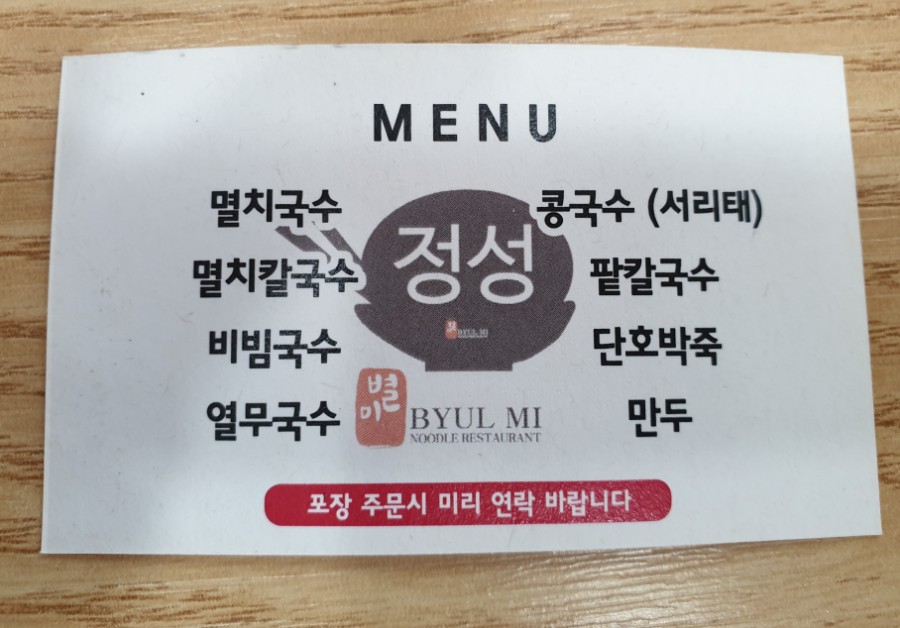 MENU
멸치국수
멸치칼국수
비빔국수
열무국수
정성
BYUL MI
별미
BYUL MI
NOODLE RESTAURANT
콩국수 (서리태)
팥칼국수
단호박죽
만두
포장 주문시 미리 연락 바랍니다